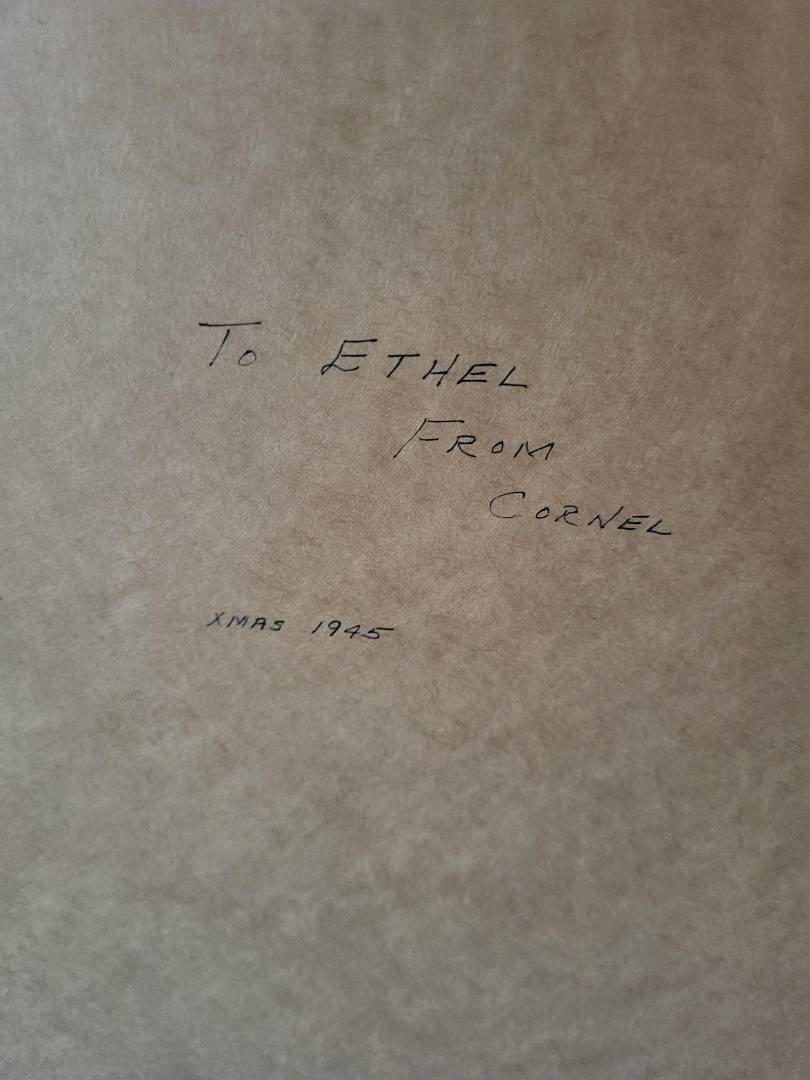 To ETHEL
FROM
CORNEL
XMAS 1945